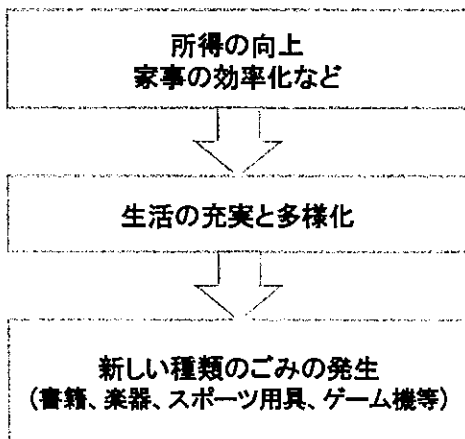 所得の向上
家事の効率化など
生活の充実と多様化
新しい種類のごみの発生
(書籍、楽器、スポーツ用具、ゲーム機等)